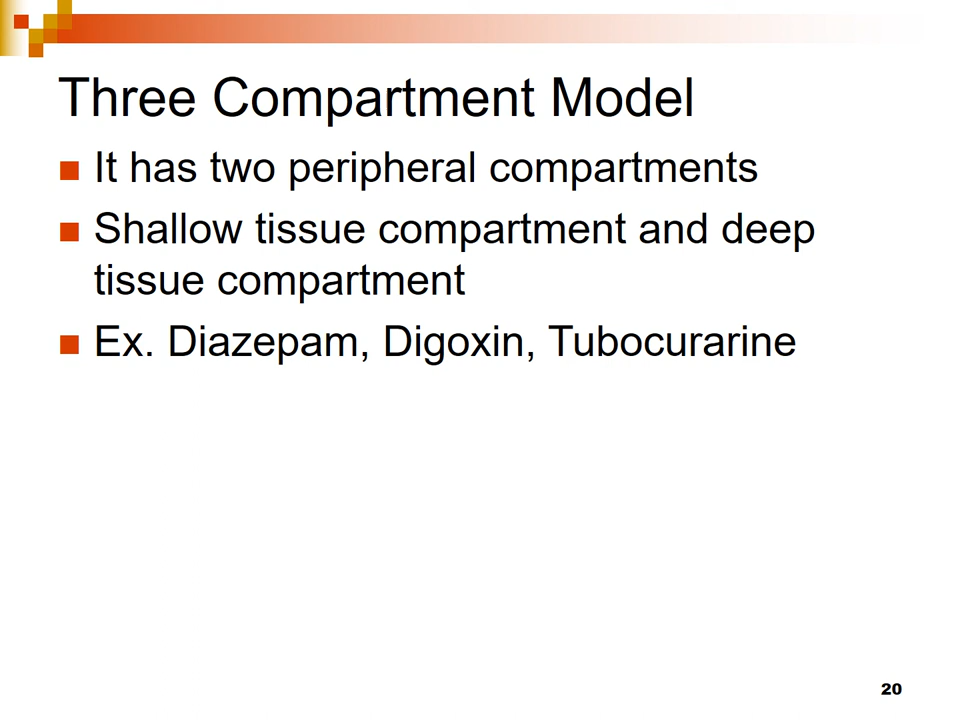 Three Compartment Model
It has two peripheral compartments
Shallow tissue compartment and deep
tissue compartment
Ex. Diazepam, Digoxin, Tubocurarine
20